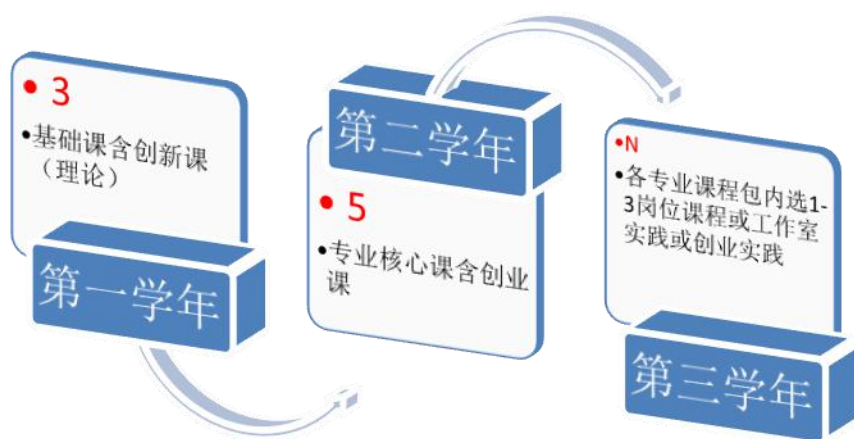 • 3
•基础课含创新课
（理论）
第一学年
第二学年
• 5
•专业核心课含创业
课
•N
•各专业课程包内选1-
3岗位课程或工作室
实践或创业实践
第三学年